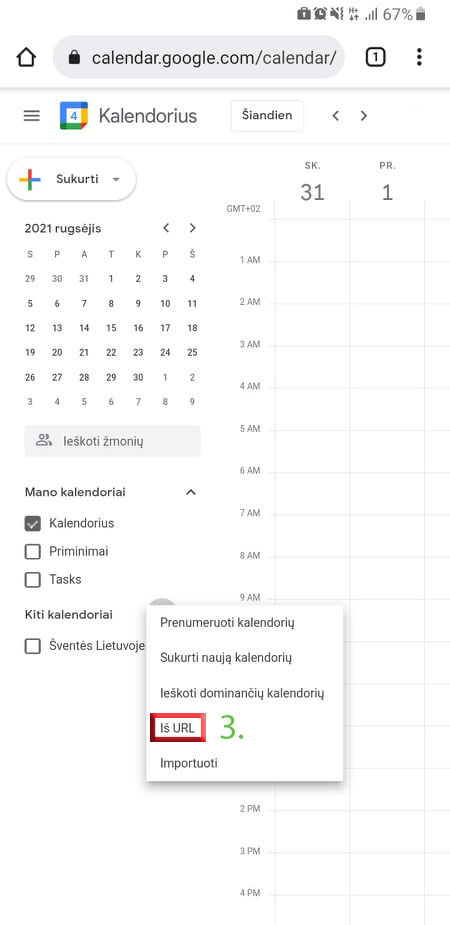 67%
calendar.google.com/calendar/
1
4 Kalendorius
Šiandien
Sukurti
SK.
31
PR.
1
GMT+02
2021 rugsėjis
S P A T K P Š
29 30 31 1 2 3 4
5 6 7 8 9 10 11
12 13 14 15 16 17 18
19 20 21 22 23 24 25
26 27 28 29 30 1 2
3 4 5 6 7 8 9
Ieškoti žmonių
Mano kalendoriai
Kalendorius
Priminimai
Tasks
Kiti kalendoriai
Šventės Lietuvoje
1 AM
2 AM
3 AM
4 AM
5 AM
6 AM
7 AM
8 AM
9 AM
Prenumeruoti kalendorių
Sukurti naują kalendorių
Ieškoti dominančių kalendorių
Iš URL 3.
Importuoti
2 PM
3 PM
4 PM